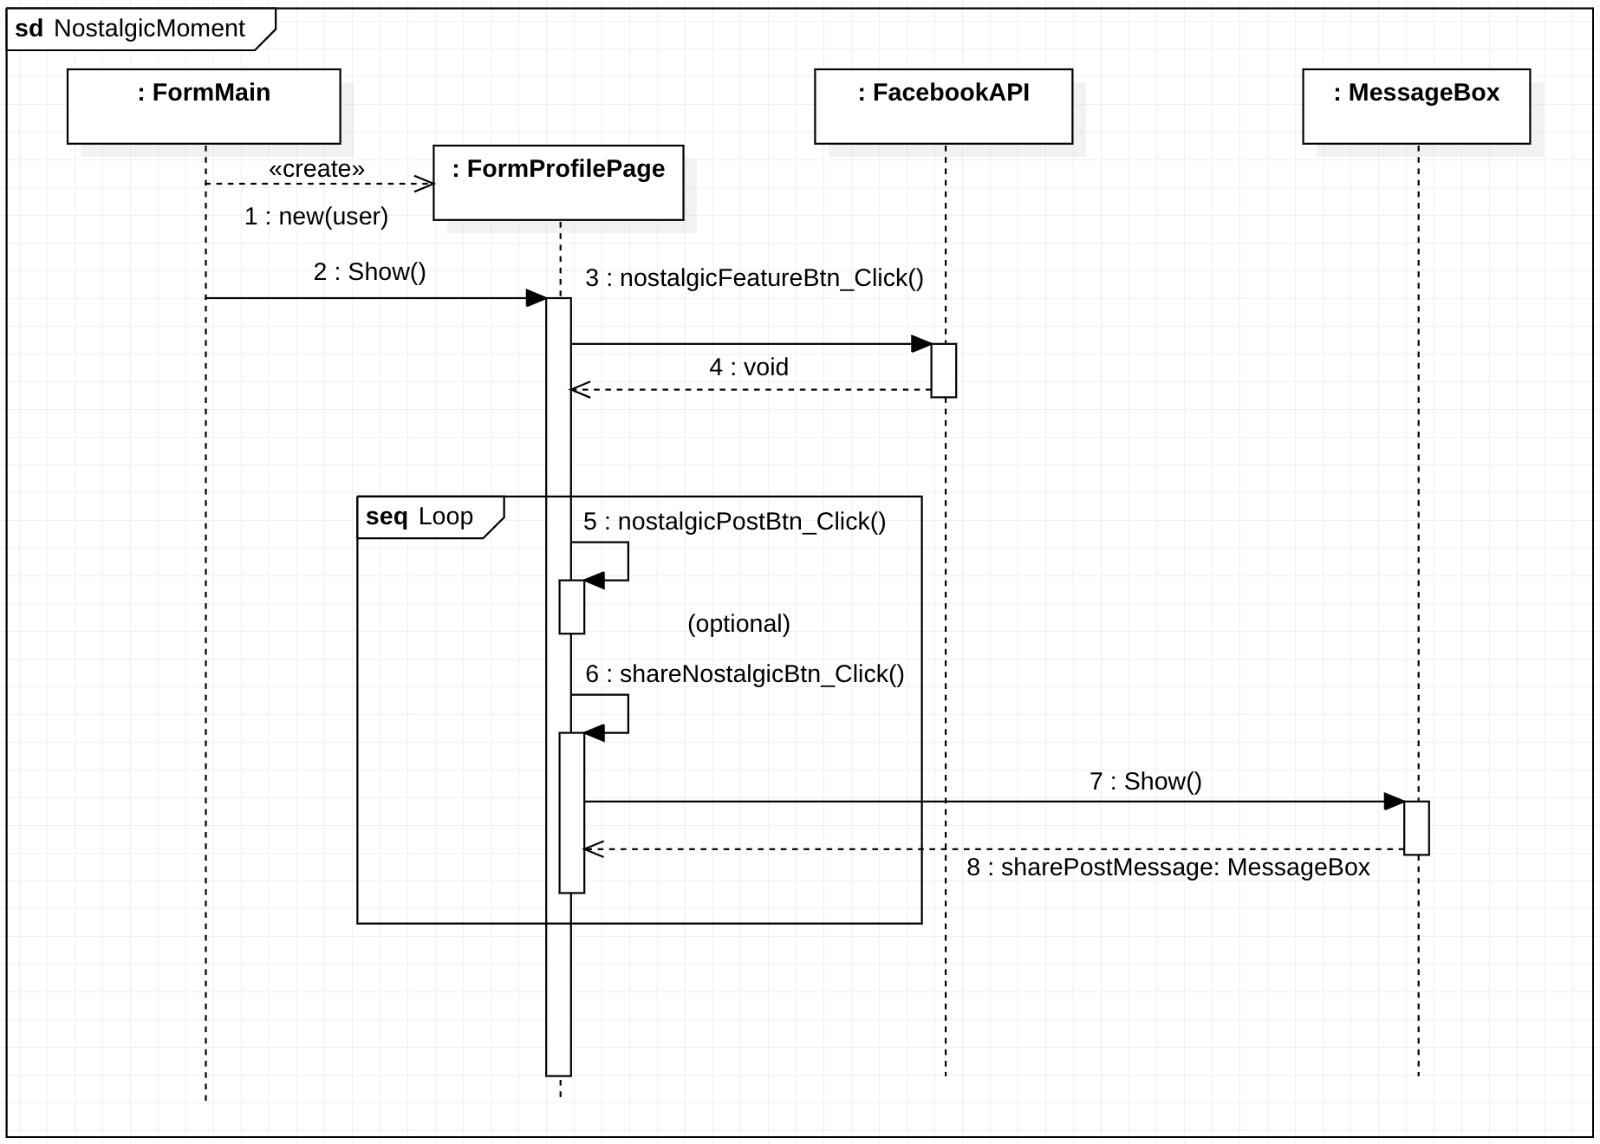 sd NostalgicMoment
: FormMain
: FacebookAPI
: MessageBox
«create»
: FormProfilePage
1 : new(user)
2 : Show()
3 : nostalgicFeatureBtn_Click()
4 : void
seq Loop
5 : nostalgicPostBtn_Click()
(optional)
6 : shareNostalgicBtn_Click()
7 : Show()
8 : sharePostMessage: MessageBox